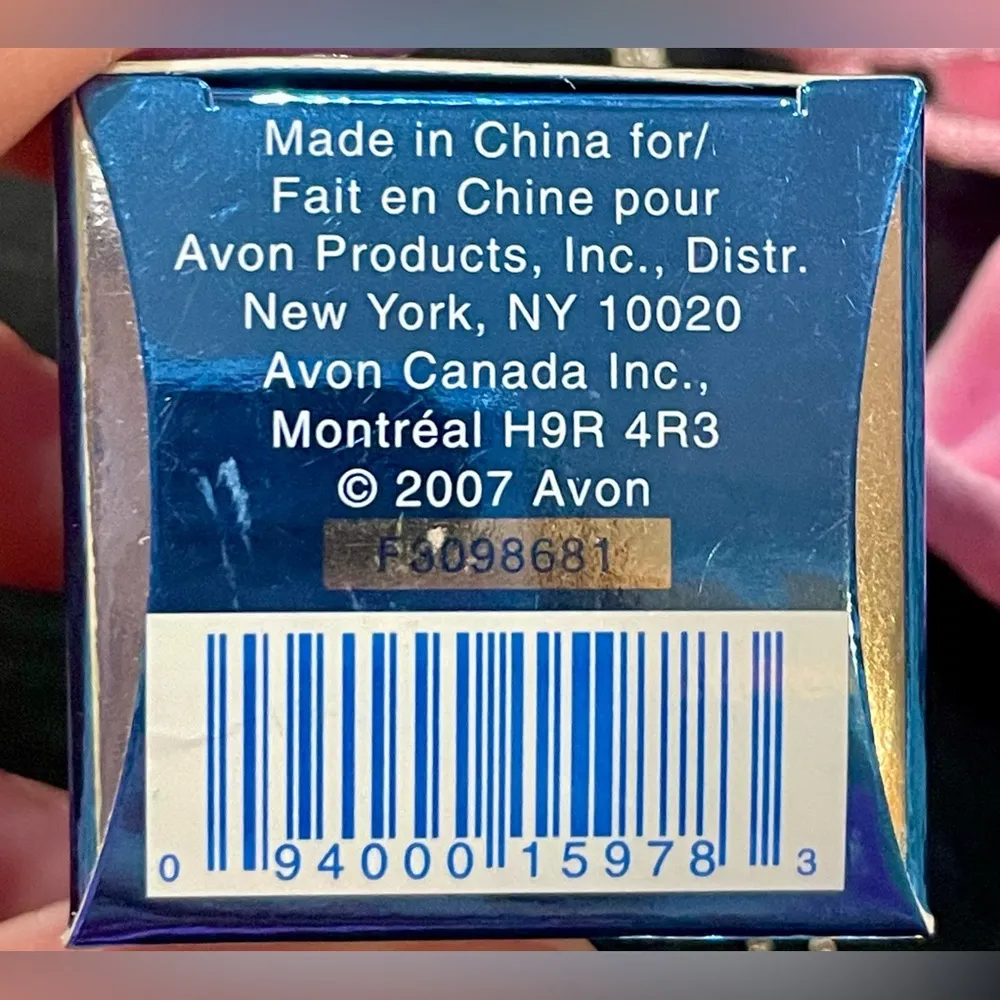 Made in China for/
Fait en Chine pour
Avon Products, Inc., Distr.
New York, NY 10020
Avon Canada Inc.,
Montréal H9R 4R3
© 2007 Avon
F3098681
0 94000 15978 3